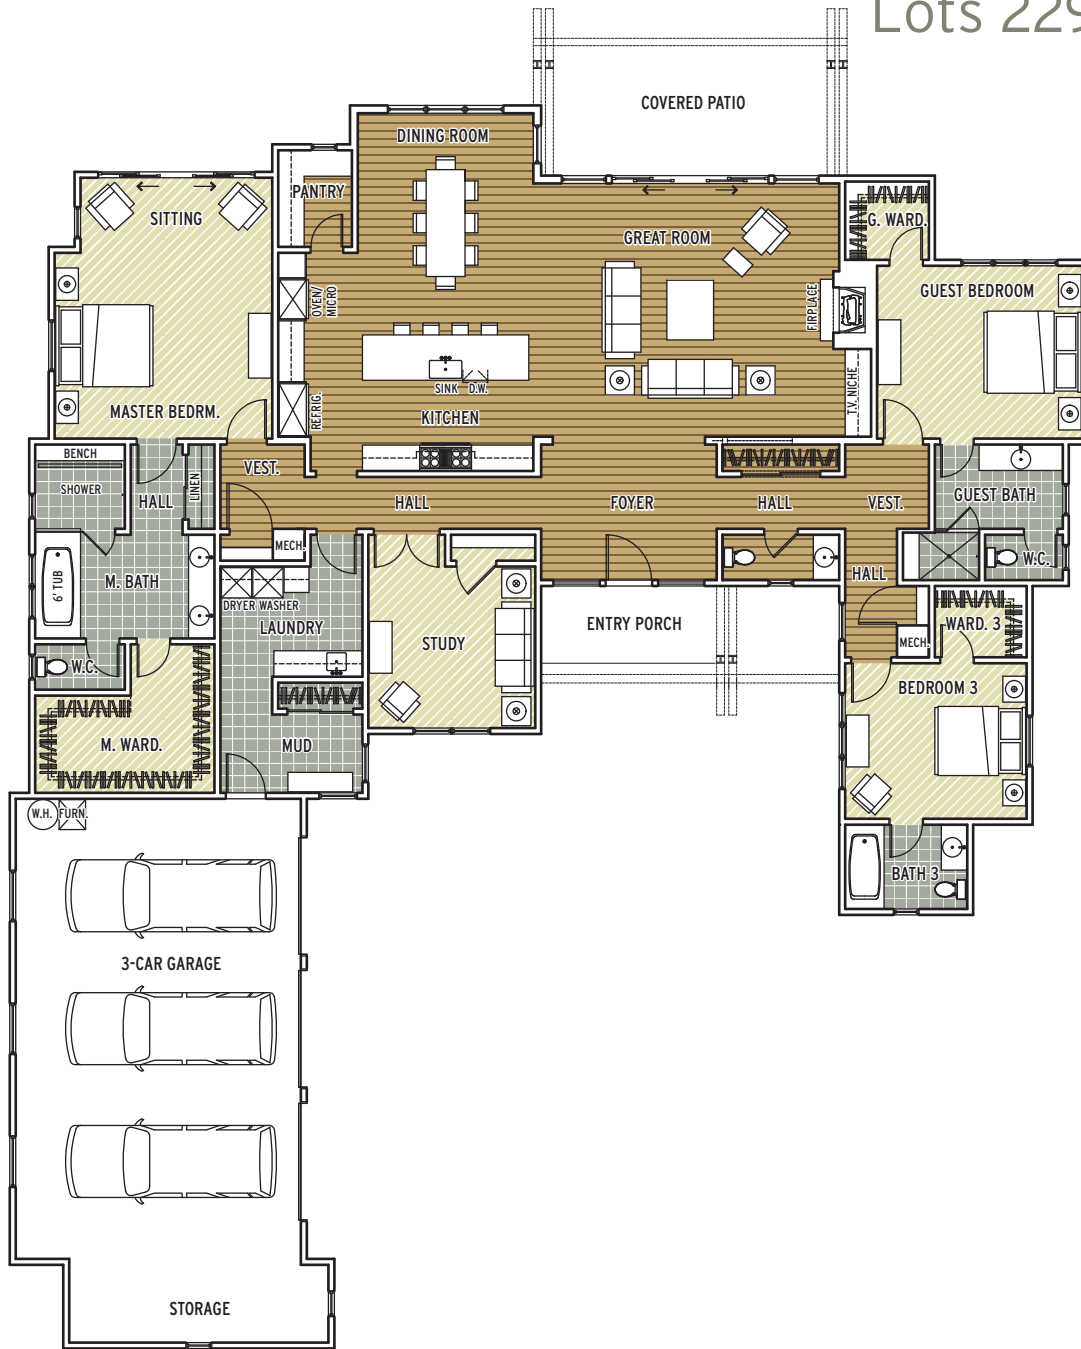 Lots 229
COVERED PATIO
DINING ROOM
PANTRY
SITTING
GREAT ROOM
G. WARD.
GUEST BEDROOM
OVEN/
MICRO
FIRPLACE
SINK D.W.
REFRIG.
KITCHEN
T.V. NICHE
MASTER BEDRM.
BENCH
SHOWER
HALL
LINEN
VEST.
HALL
FOYER
HALL
VEST.
GUEST BATH
W.C.
MECH.
6' TUB
M. BATH
HALL
DRYER WASHER
LAUNDRY
STUDY
ENTRY PORCH
WARD. 3
MECH.
W.C.
BEDROOM 3
M. WARD.
MUD
W.H. FURN.
BATH 3
3-CAR GARAGE
STORAGE